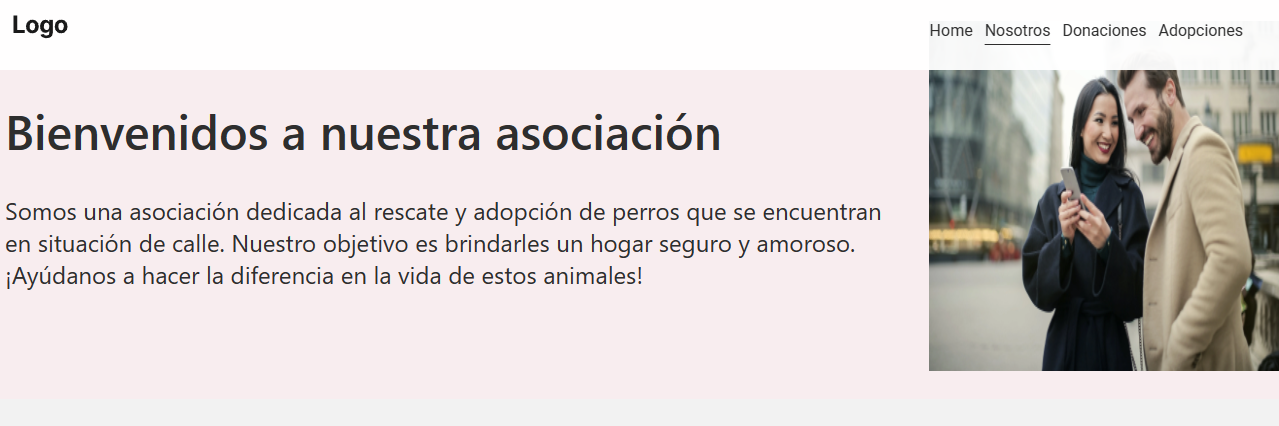 Logo
Home Nosotros Donaciones Adopciones
Bienvenidos a nuestra asociación
Somos una asociación dedicada al rescate y adopción de perros que se encuentran
en situación de calle. Nuestro objetivo es brindarles un hogar seguro y amoroso.
¡Ayúdanos a hacer la diferencia en la vida de estos animales!